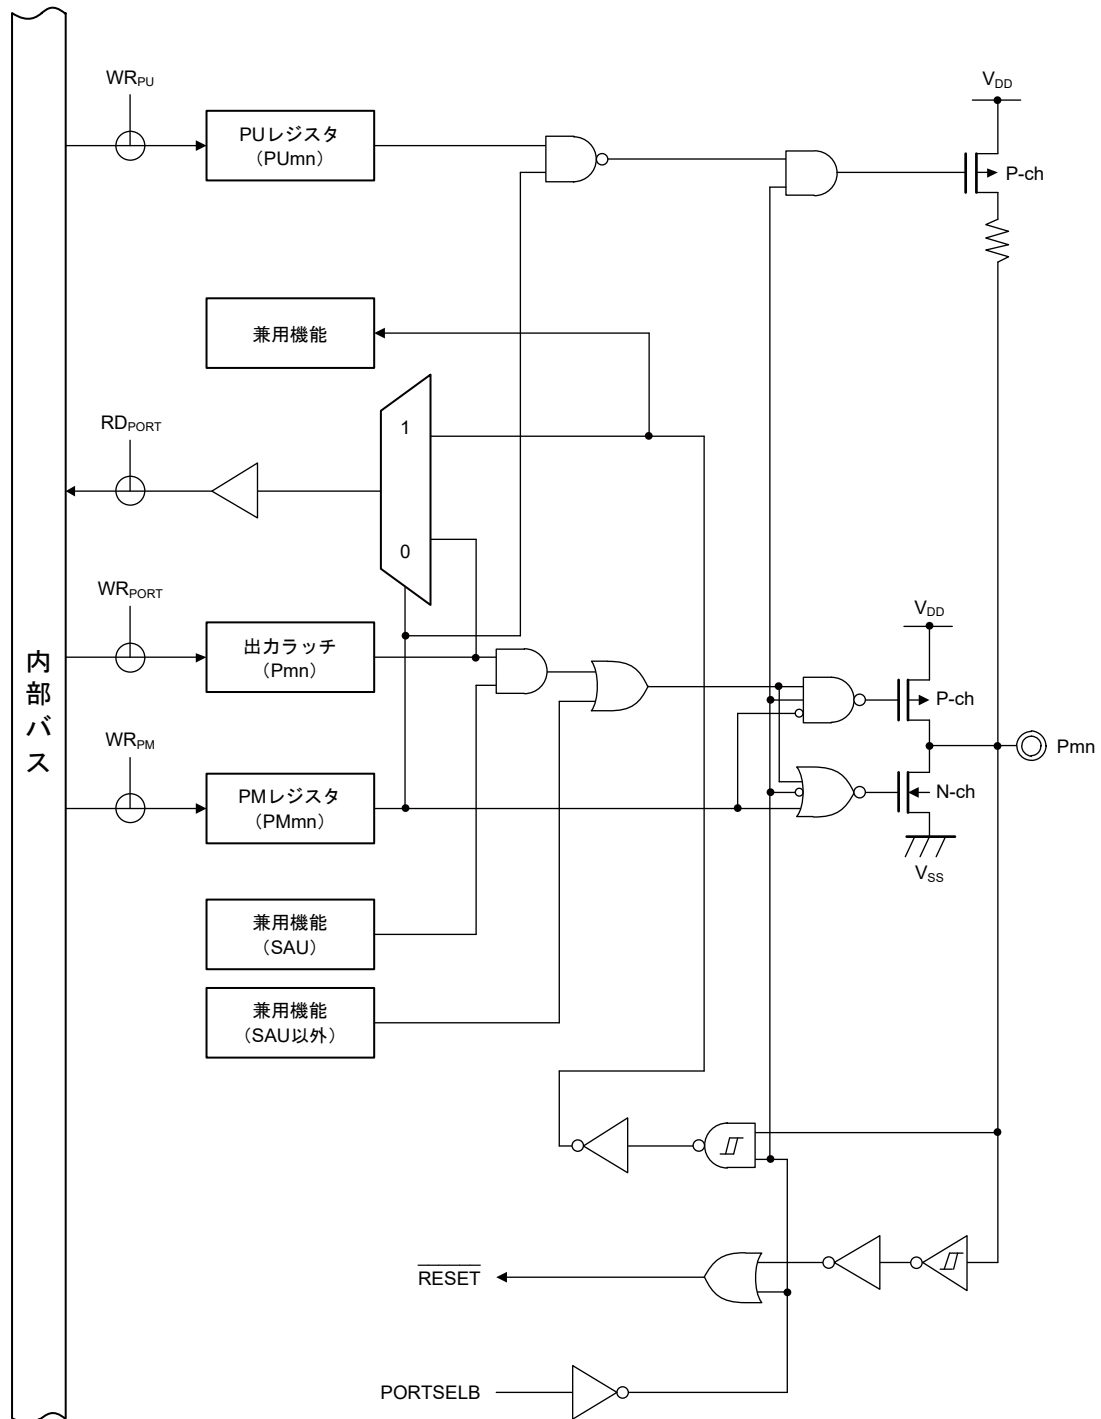 WRPU
PUレジスタ
（PUmn）
VDD
P-ch
兼用機能
RDPORT
1
0
WRPORT
出力ラッチ
（Pmn）
VDD
P-ch
Pmn
内部バス
WRPM
PMレジスタ
（PMmn）
N-ch
VSS
兼用機能
（SAU）
兼用機能
（SAU以外）
RESET
PORTSELB